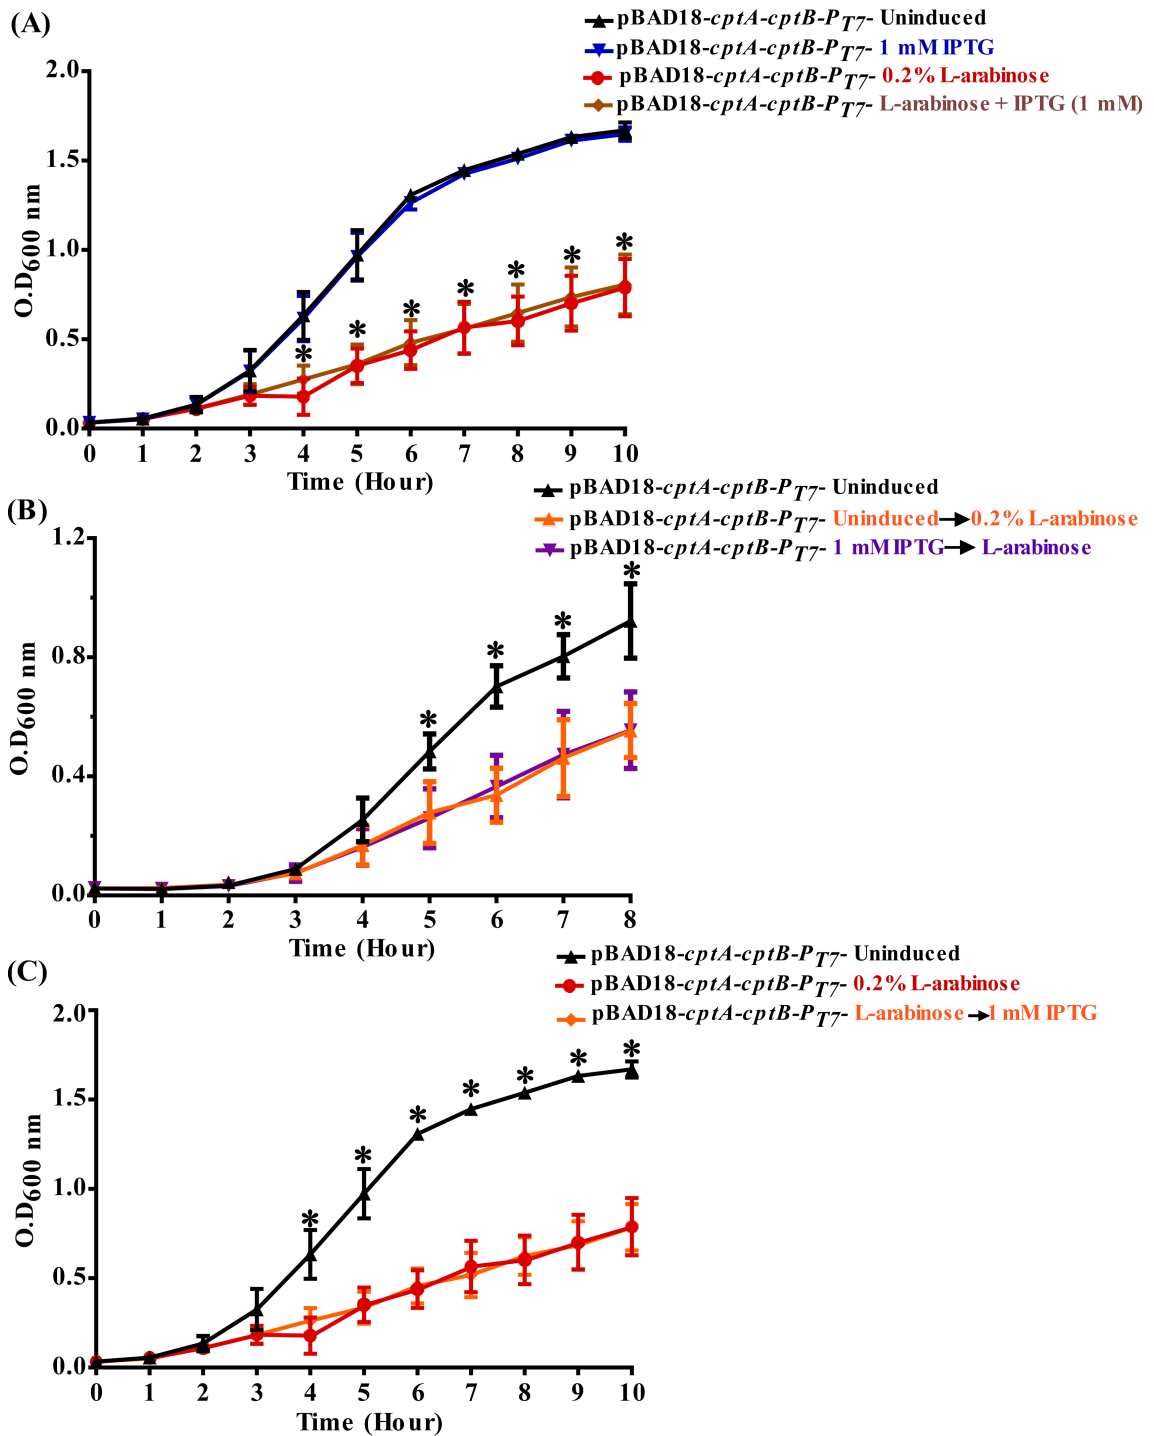 (A)
pBAD18-cptA-cptB-PT7- Uninduced
pBAD18-cptA-cptB-PT7- 1 mM IPTG
pBAD18-cptA-cptB-PT7- 0.2% L-arabinose
pBAD18-cptA-cptB-PT7- L-arabinose + IPTG (1 mM)
2.0
1.5
1.0
0.5
0.0
O.D600 nm
* * * * * * *
0 1 2 3 4 5 6 7 8 9 10
Time (Hour)
(B)
pBAD18-cptA-cptB-PT7- Uninduced
pBAD18-cptA-cptB-PT7- Uninduced→0.2% L-arabinose
pBAD18-cptA-cptB-PT7- 1 mM IPTG→ L-arabinose
1.2
0.8
0.4
0.0
O.D600 nm
* * * *
0 1 2 3 4 5 6 7 8
Time (Hour)
(C)
pBAD18-cptA-cptB-PT7- Uninduced
pBAD18-cptA-cptB-PT7- 0.2% L-arabinose
pBAD18-cptA-cptB-PT7- L-arabinose →1 mM IPTG
2.0
1.5
1.0
0.5
0.0
O.D600 nm
* * * * * * *
0 1 2 3 4 5 6 7 8 9 10
Time (Hour)